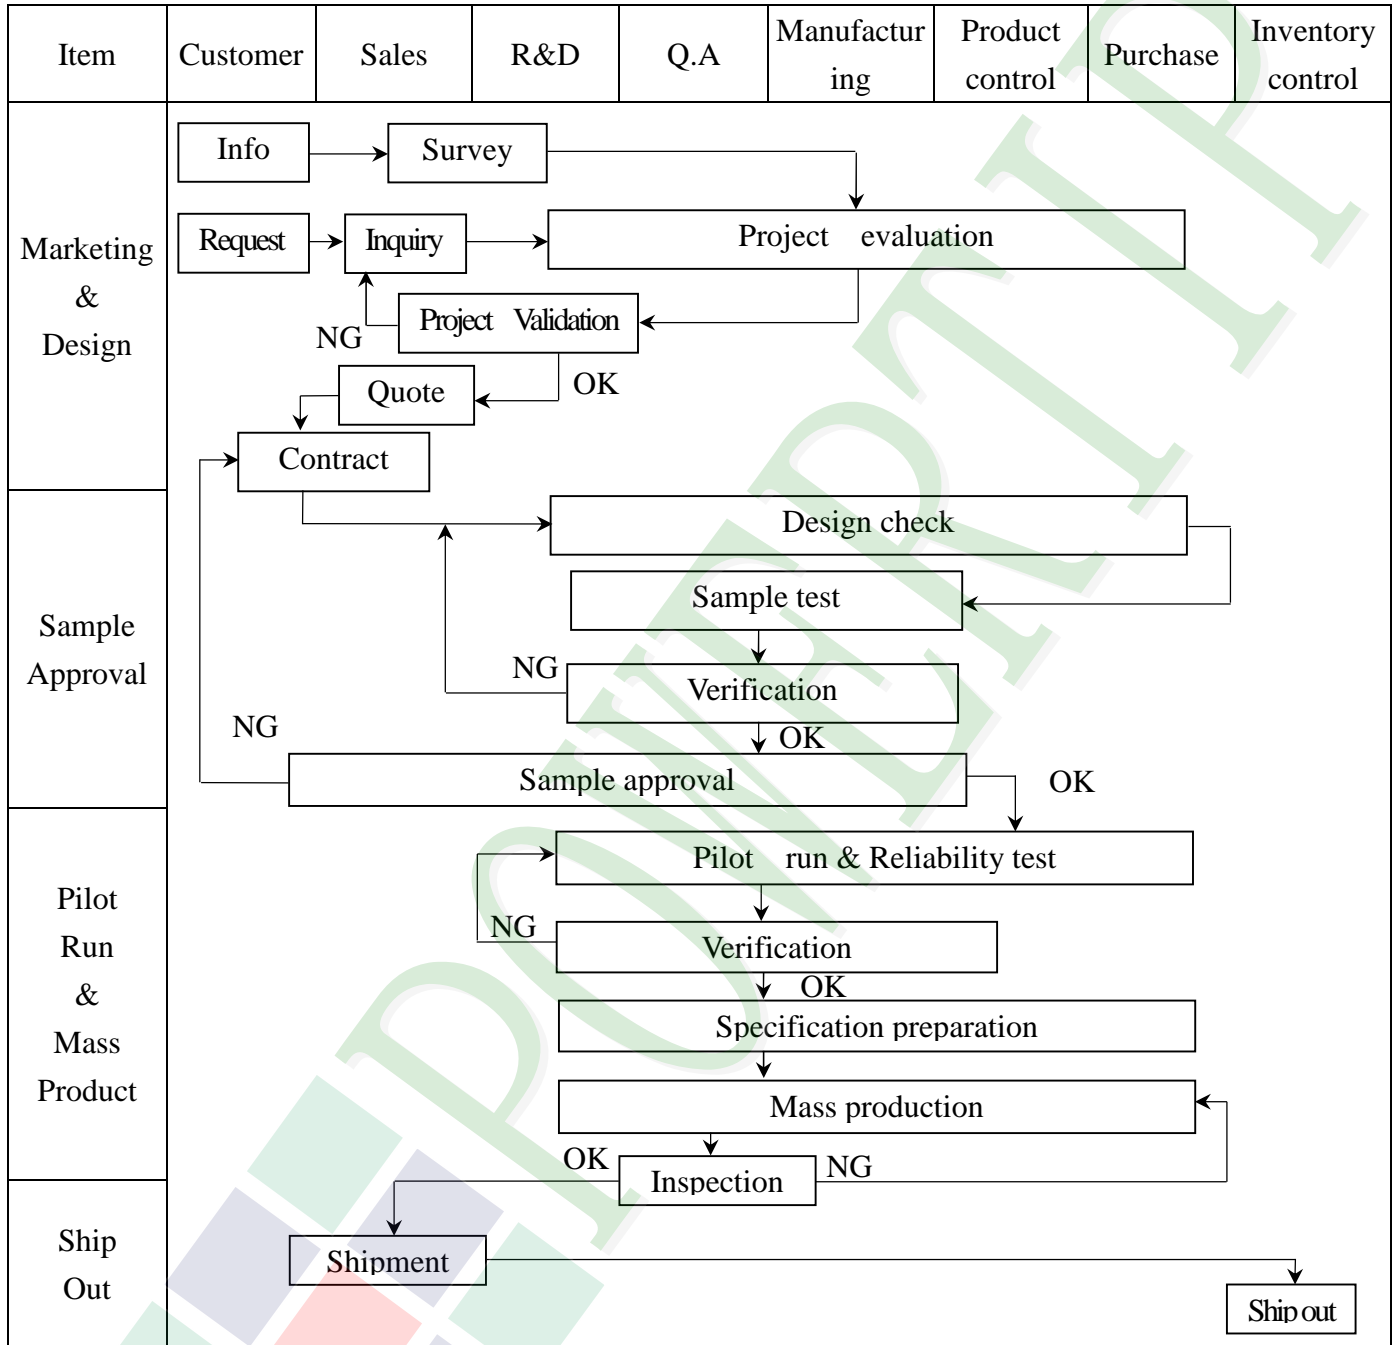 Item Customer Sales R&D Q.A Manufactur Product Purchase Inventory
ing control control
Info Survey
Request Inquiry Project evaluation
Marketing
&
Design
NG Project Validation
Quote OK
Contract
Design check
Sample
Approval
Sample test
NG Verification
NG OK
Sample approval OK
Pilot run & Reliability test
Pilot
Run
&
Mass
Product
NG Verification
OK
Specification preparation
Mass production
OK Inspection NG
Ship
Out
Shipment
Ship out
POWERTIP